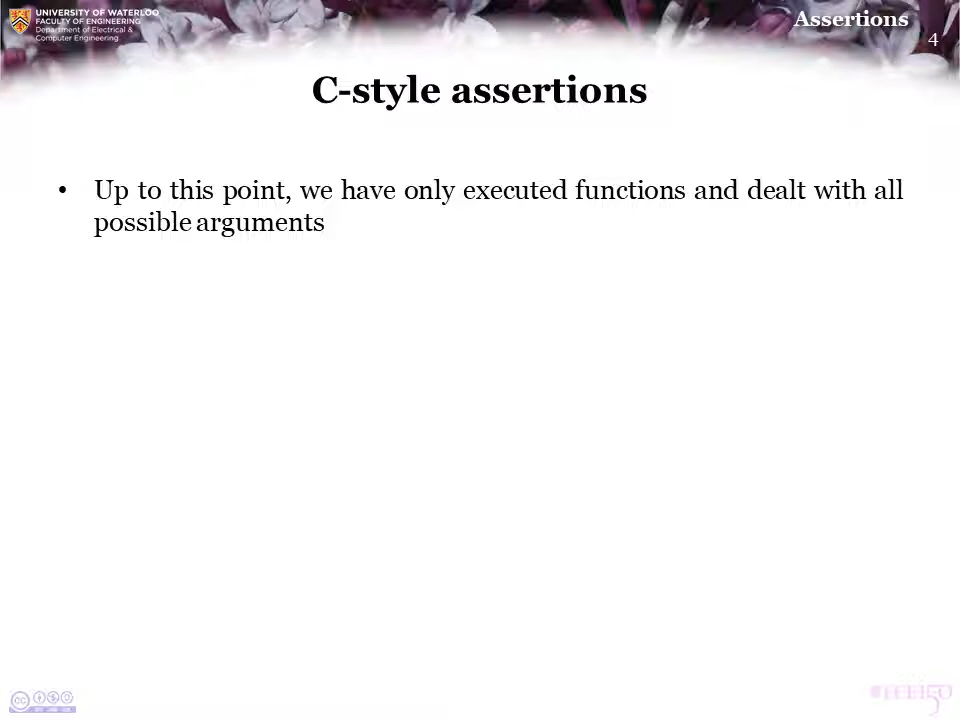 UNIVERSITY OF WATERLOO
FACULTY OF ENGINEERING
Department of Electrical &
Computer Engineering
Assertions
4
C-style assertions
• Up to this point, we have only executed functions and dealt with all
possible arguments